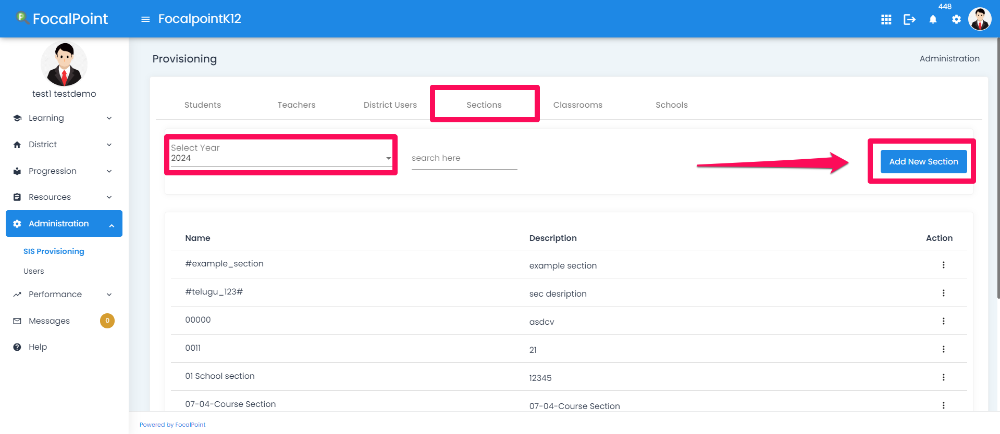 FocalPoint
FocalpointK12
448
test1 testdemo
Learning
District
Progression
Resources
Administration
SIS Provisioning
Users
Performance
Messages 0
Help
Provisioning
Administration
Students Teachers District Users Sections Classrooms Schools
Select Year
2024
search here
Add New Section
Name Description Action
#example_section example section
#telugu_123# sec desription
00000 asdcv
0011 21
01 School section 12345
07-04-Course Section 07-04-Course Section
Powered by FocalPoint